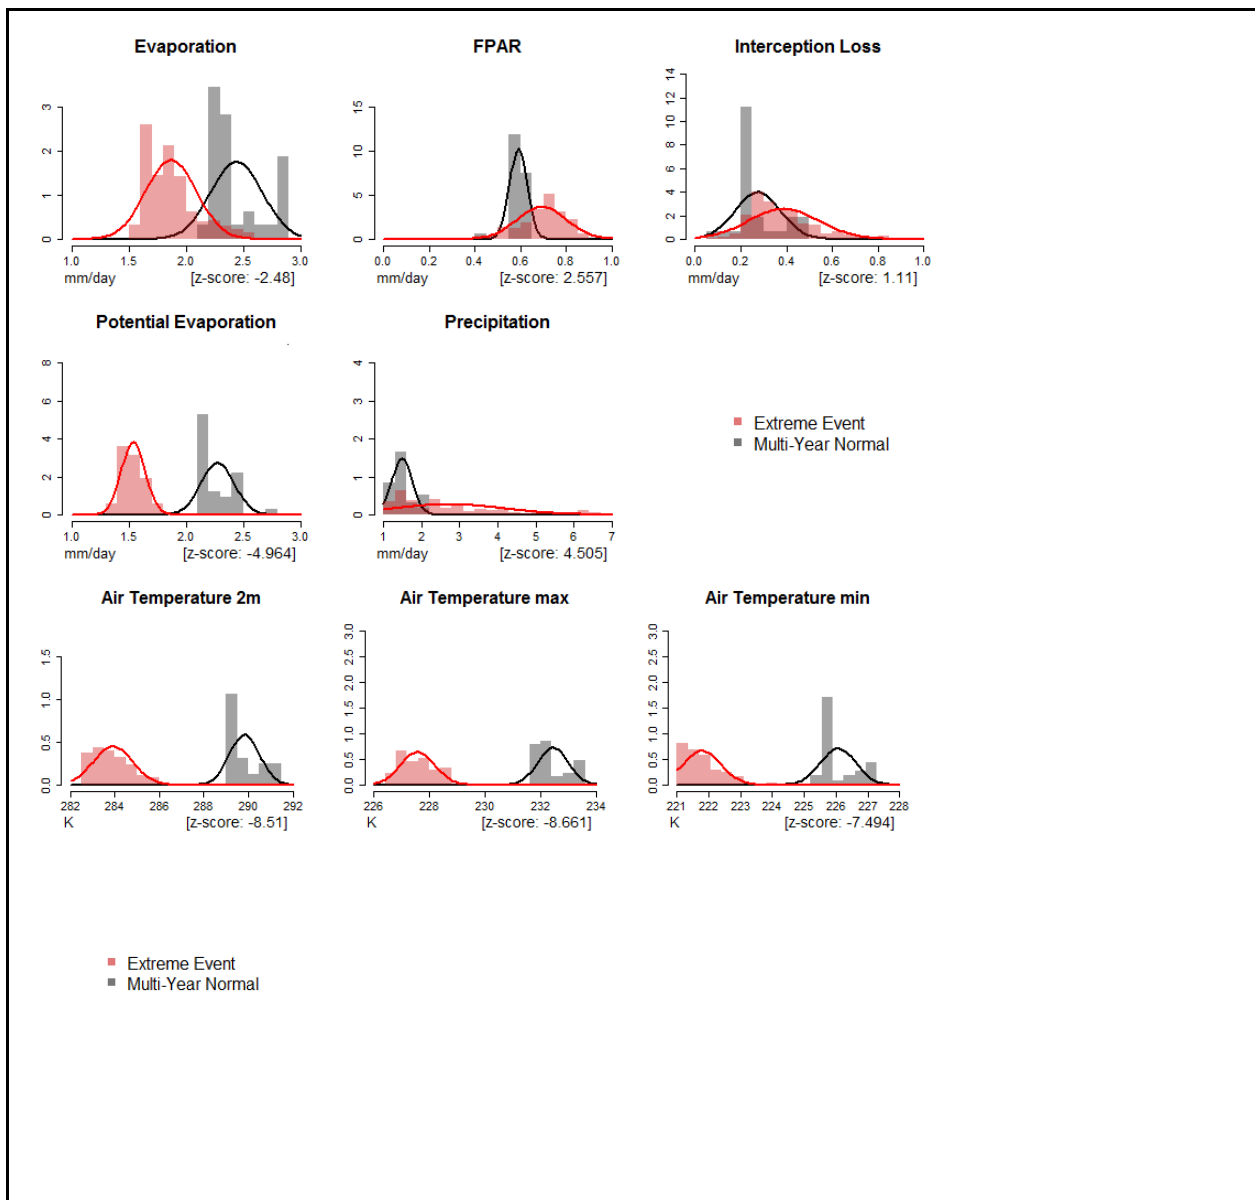 Evaporation
FPAR
Interception Loss
0 1 2 3
0 5 10 15
0 2 4 6 8 10 12 14
1.0 1.5 2.0 2.5 3.0
0.0 0.2 0.4 0.6 0.8 1.0
0.0 0.2 0.4 0.6 0.8 1.0
mm/day [z-score: -2.48]
mm/day [z-score: 2.557]
mm/day [z-score: 1.11]
Potential Evaporation
Precipitation
0 2 4 6 8
0 1 2 3 4
1.0 1.5 2.0 2.5 3.0
1 2 3 4 5 6 7
mm/day [z-score: -4.964]
mm/day [z-score: 4.505]
Extreme Event
Multi-Year Normal
Air Temperature 2m
Air Temperature max
Air Temperature min
0.0 0.5 1.0 1.5
0.0 0.5 1.0 1.5 2.0 2.5 3.0
0.0 0.5 1.0 1.5 2.0 2.5 3.0
282 284 286 288 290 292
226 228 230 232 234
221 222 223 224 225 226 227 228
K [z-score: -8.51]
K [z-score: -8.661]
K [z-score: -7.494]
Extreme Event
Multi-Year Normal